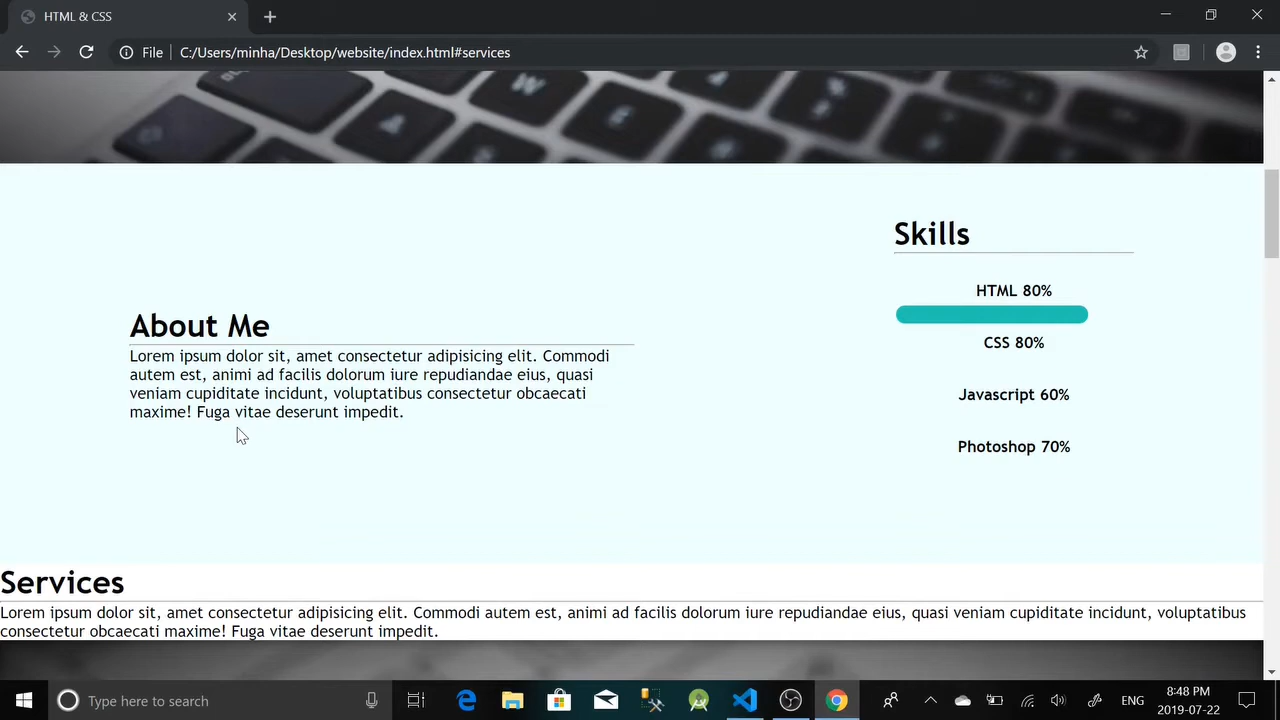 HTML & CSS
File
C:/Users/minha/Desktop/website/index.html#services
W
E
A
Skills
HTML 80%
CSS 80%
Javascript 60%
Photoshop 70%
About Me
Lorem ipsum dolor sit, amet consectetur adipisicing elit. Commodi
autem est, animi ad facilis dolorum iure repudiandae eius, quasi
veniam cupiditate incidunt, voluptatibus consectetur obcaecati
maxime! Fuga vitae deserunt impedit.
Services
Lorem ipsum dolor sit, amet consectetur adipisicing elit. Commodi autem est, animi ad facilis dolorum iure repudiandae eius, quasi veniam cupiditate incidunt, voluptatibus
consectetur obcaecati maxime! Fuga vitae deserunt impedit.
Type here to search
ENG
8:48 PM
2019-07-22